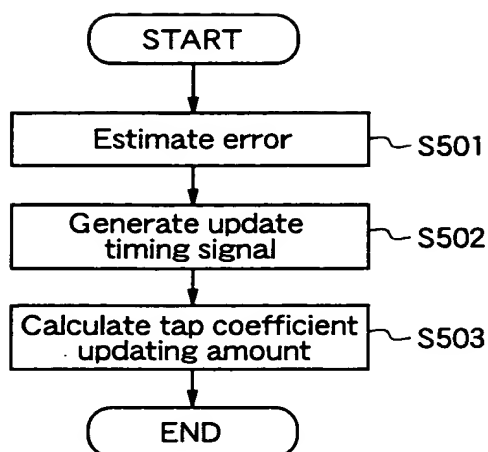 START
Estimate error
S501
Generate update
timing signal
S502
Calculate tap coefficient
updating amount
S503
END